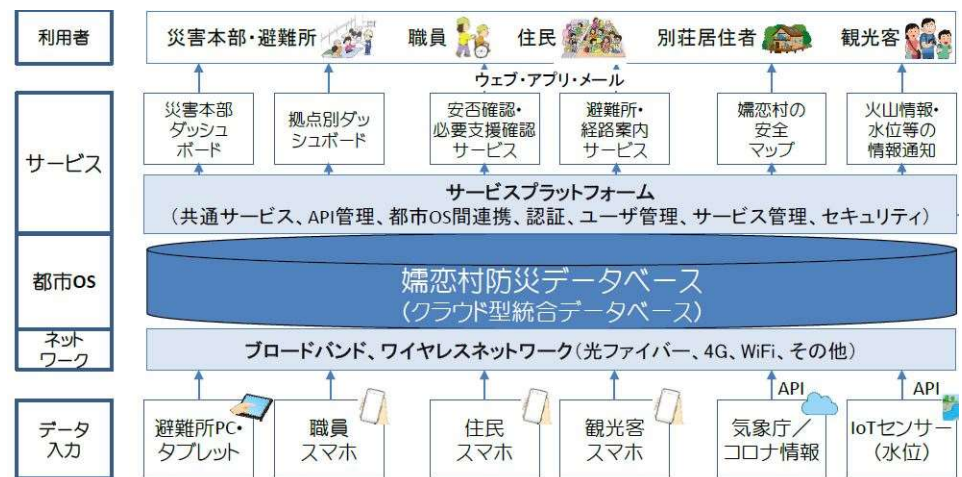 利用者
災害本部・避難所
職員
住民
別荘居住者
観光客
ウェブ・アプリ・メール
サービス
災害本部
ダッシュ
ボード
拠点別ダッ
シュボード
安否確認・
必要支援確認
サービス
避難所・
経路案内
サービス
嬬恋村の
安全
マップ
火山情報・
水位等の
情報通知
サービスプラットフォーム
（共通サービス、API管理、都市OS間連携、認証、ユーザ管理、サービス管理、セキュリティ）
都市OS
嬬恋村防災データベース
（クラウド型統合データベース）
ネット
ワーク
ブロードバンド、ワイヤレスネットワーク（光ファイバー、4G、WiFi、その他）
API
API
データ
入力
避難所PC・
タブレット
職員
スマホ
住民
スマホ
観光客
スマホ
気象庁／
コロナ情報
IoTセンサー
（水位）